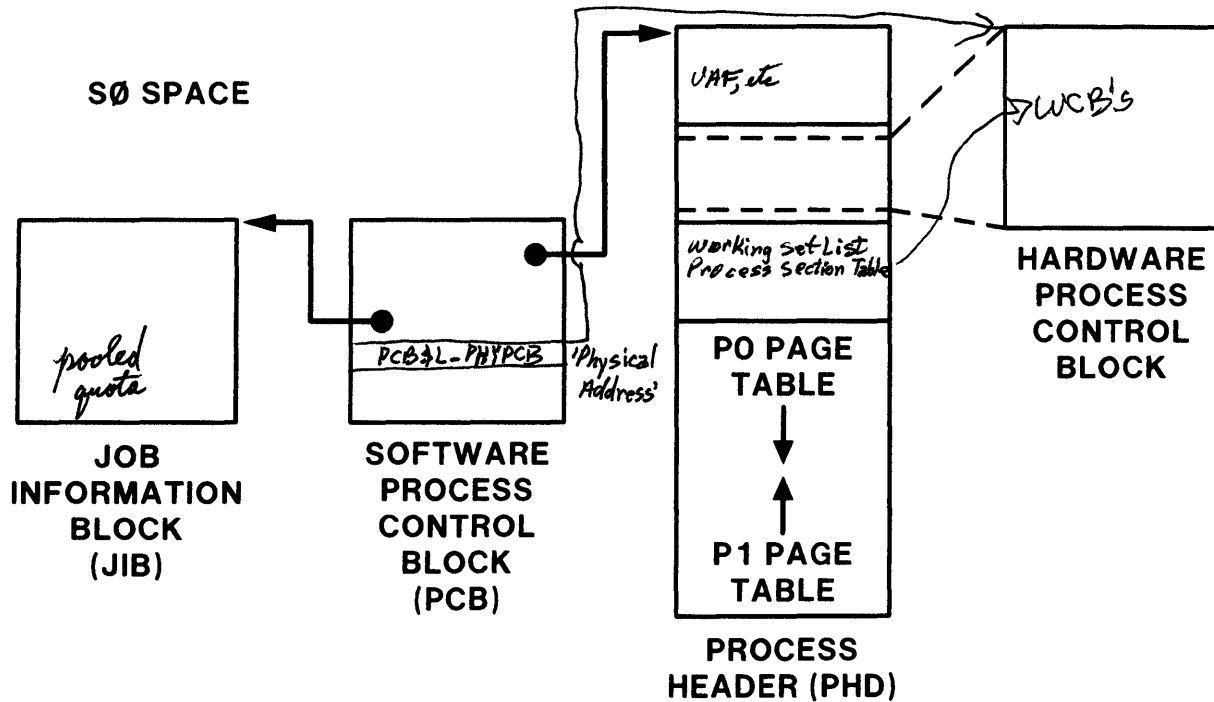 SØ SPACE
UAF, etc
WCB's
Working Set List
Process Section Table
HARDWARE
PROCESS
CONTROL
BLOCK
pooled
quota
PCB$L_PHYPCB
'Physical
Address'
P0 PAGE
TABLE
P1 PAGE
TABLE
JOB
INFORMATION
BLOCK
(JIB)
SOFTWARE
PROCESS
CONTROL
BLOCK
(PCB)
PROCESS
HEADER (PHD)